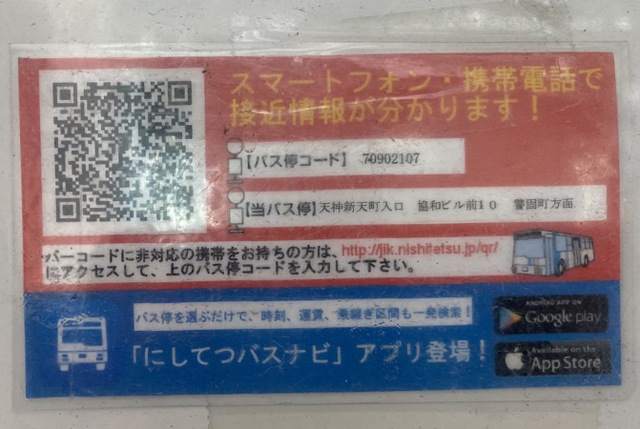 スマートフォン・携帯電話で
接近情報が分かります！
【バス停コード】 70902107
【当バス停】天神新天町入口 協和ビル前10 警固町方面
バーコードに非対応の携帯をお持ちの方は、http://jik.nishitetsu.jp/qr/
にアクセスして、上のバス停コードを入力して下さい。
バス停を選ぶだけで、時刻、運賃、乗継ぎ区間も一発検索！
「にしてつバスナビ」アプリ登場！
ANDROID APP ON
Google play
Available on the
App Store